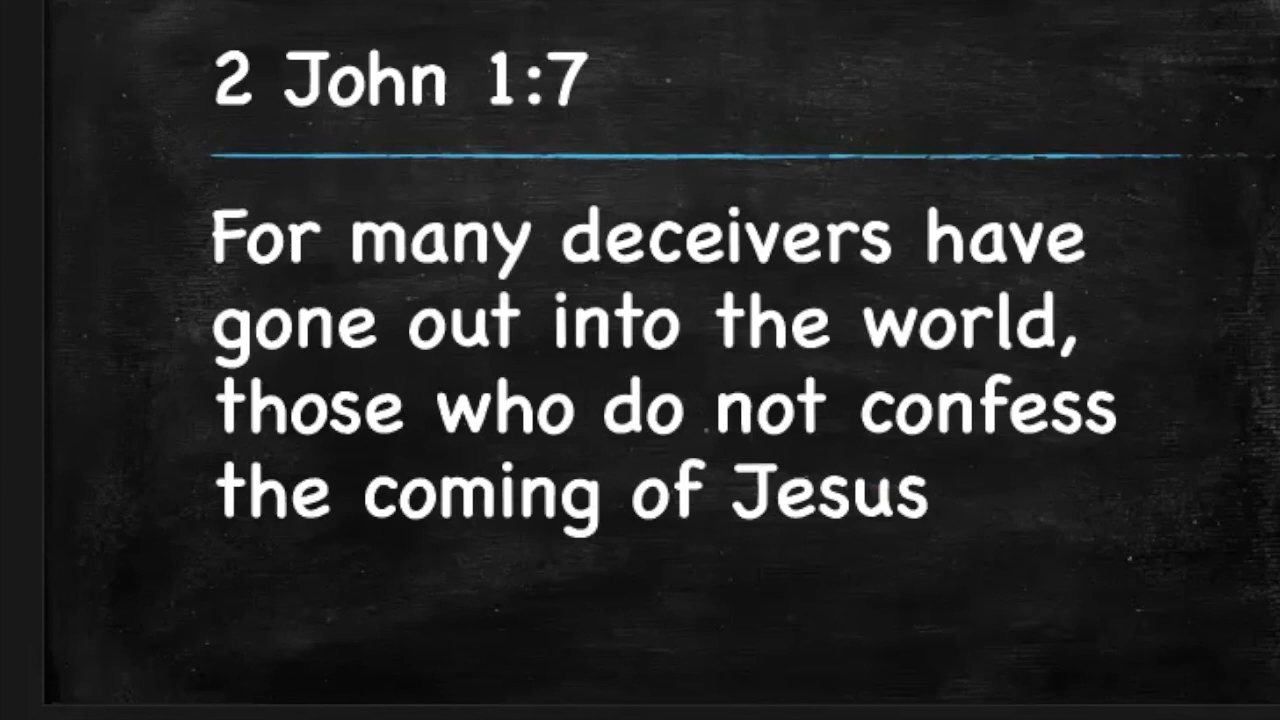 2 John 1:7
For many deceivers have
gone out into the world,
those who do not confess
the coming of Jesus